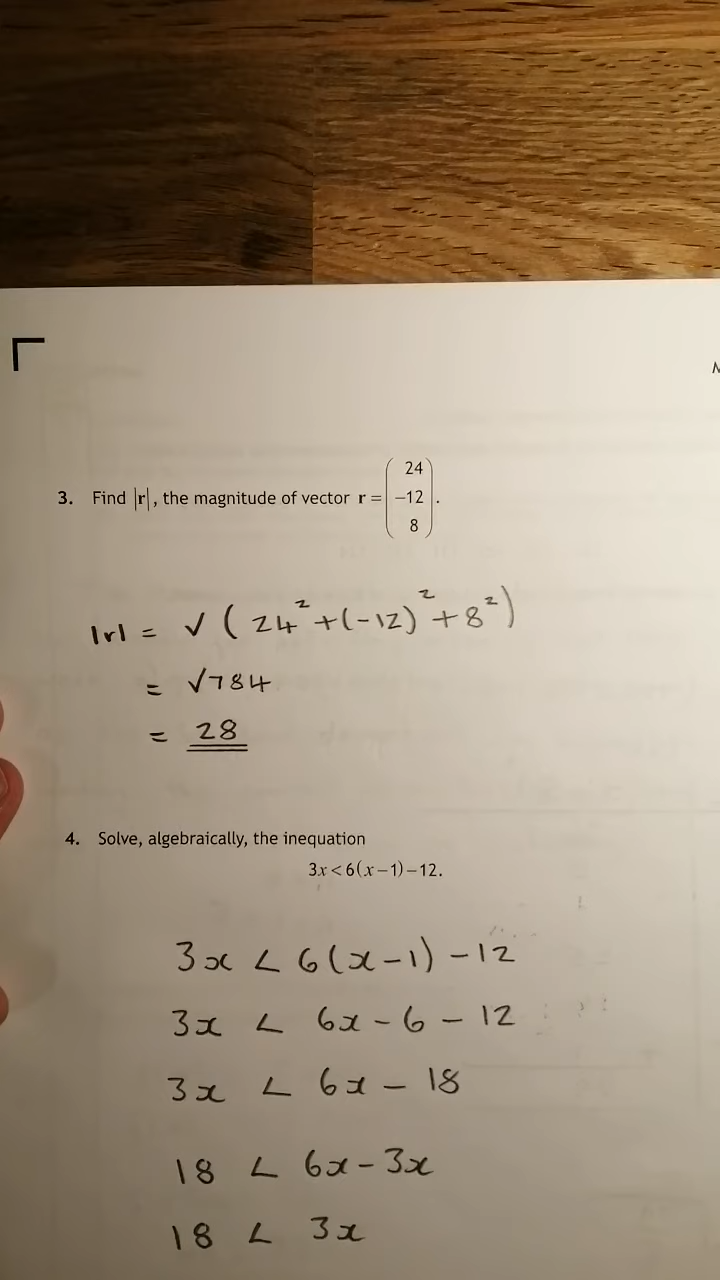 3. Find |r|, the magnitude of vector r = (24
−12
8).
|r| = √(24²+(-12)²+8²)
= √784
= 28
4. Solve, algebraically, the inequation
3x < 6(x−1)−12.
3x < 6(x-1) -12
3x < 6x - 6 - 12
3x < 6x - 18
18 < 6x - 3x
18 < 3x